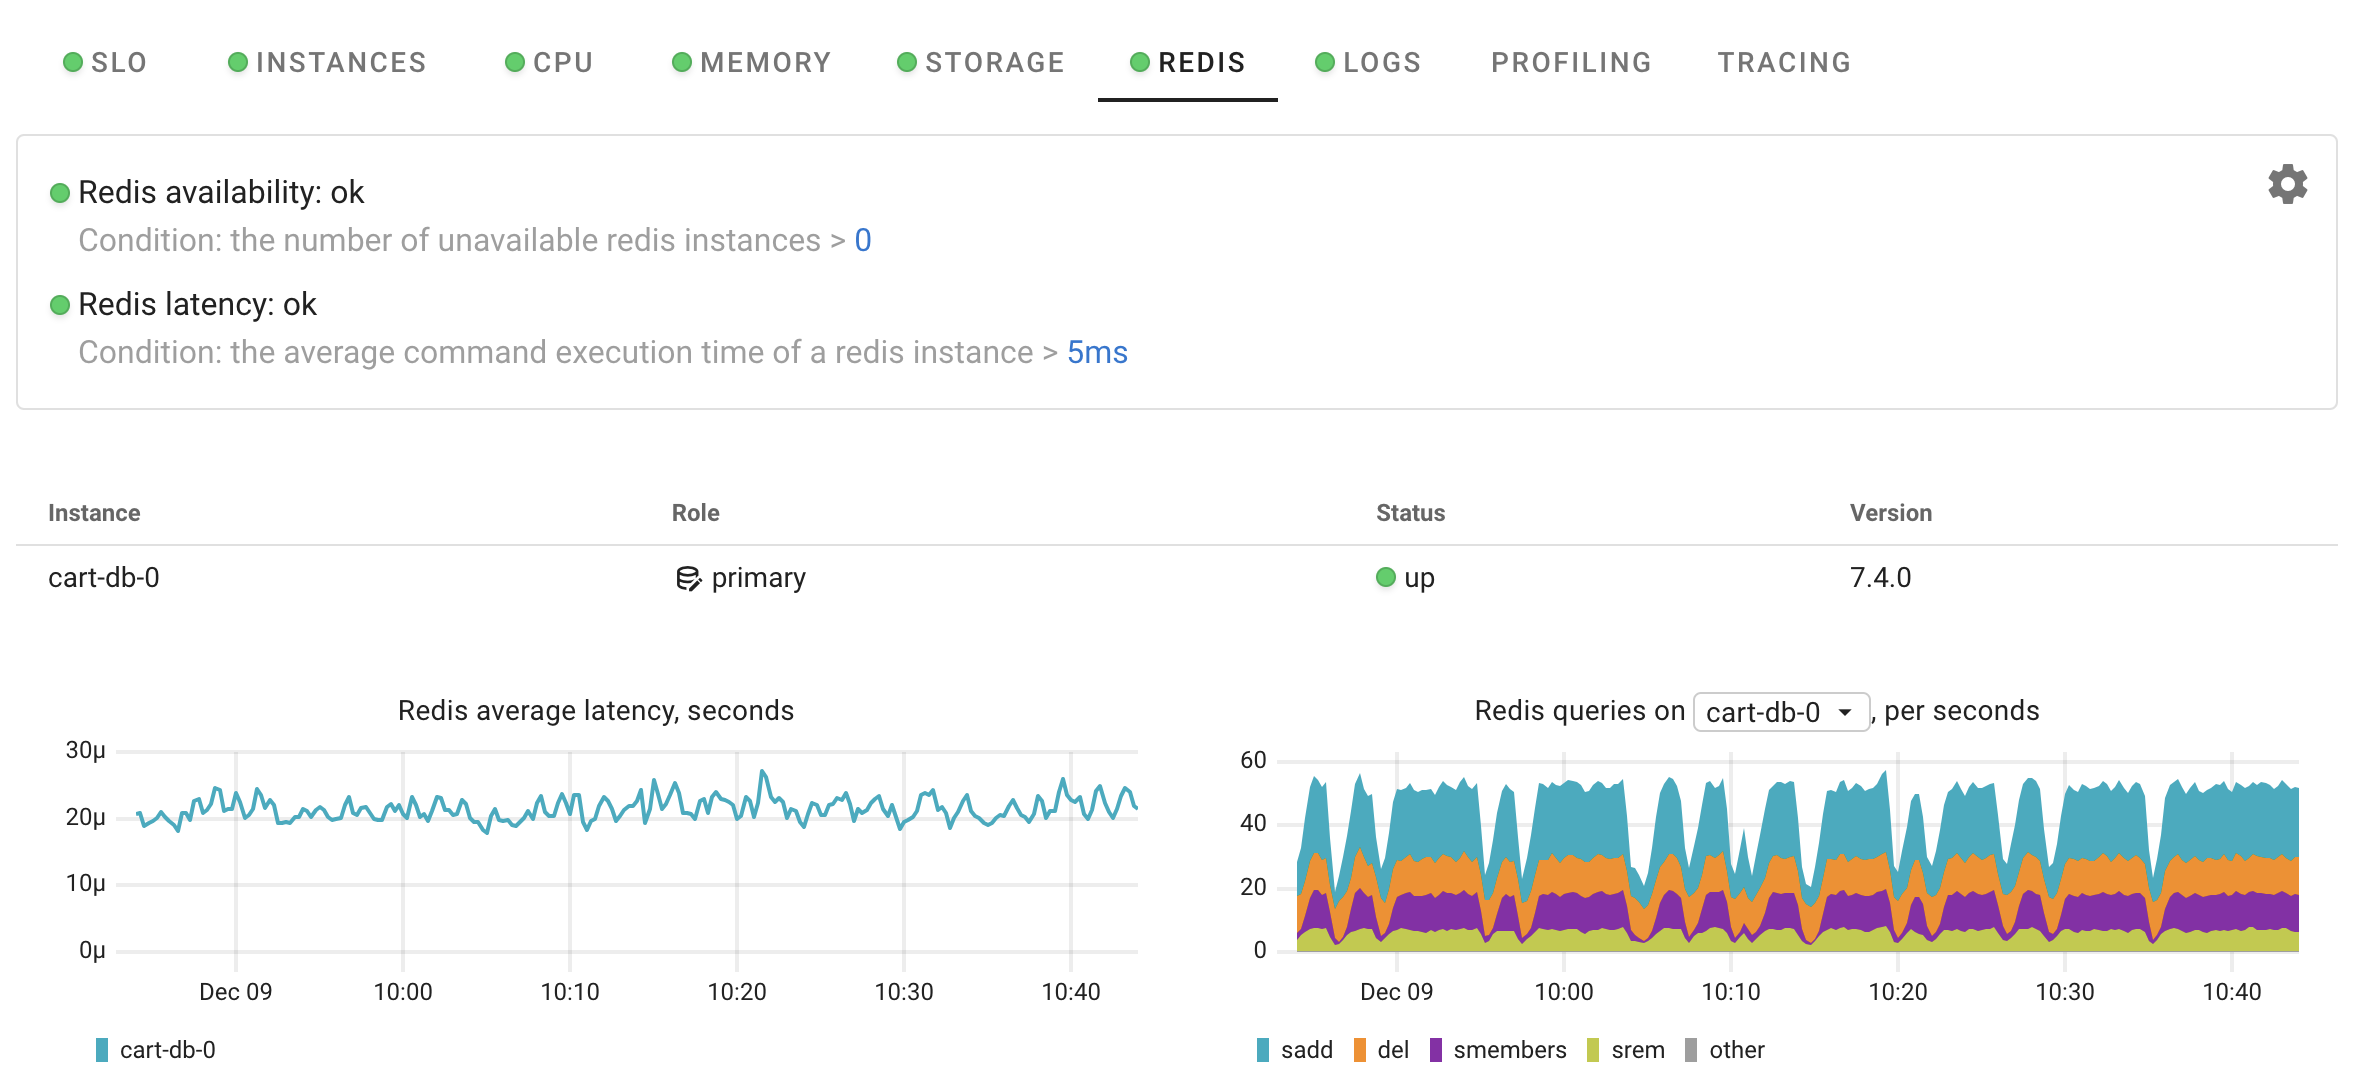 SLO INSTANCES CPU MEMORY STORAGE REDIS LOGS PROFILING TRACING
Redis availability: ok
Condition: the number of unavailable redis instances > 0
Redis latency: ok
Condition: the average command execution time of a redis instance > 5ms
Instance Role Status Version
cart-db-0 primary up 7.4.0
Redis average latency, seconds
30µ
20µ
10µ
0µ
Dec 09 10:00 10:10 10:20 10:30 10:40
cart-db-0
Redis queries on cart-db-0 , per seconds
60
40
20
0
Dec 09 10:00 10:10 10:20 10:30 10:40
sadd del smembers srem other